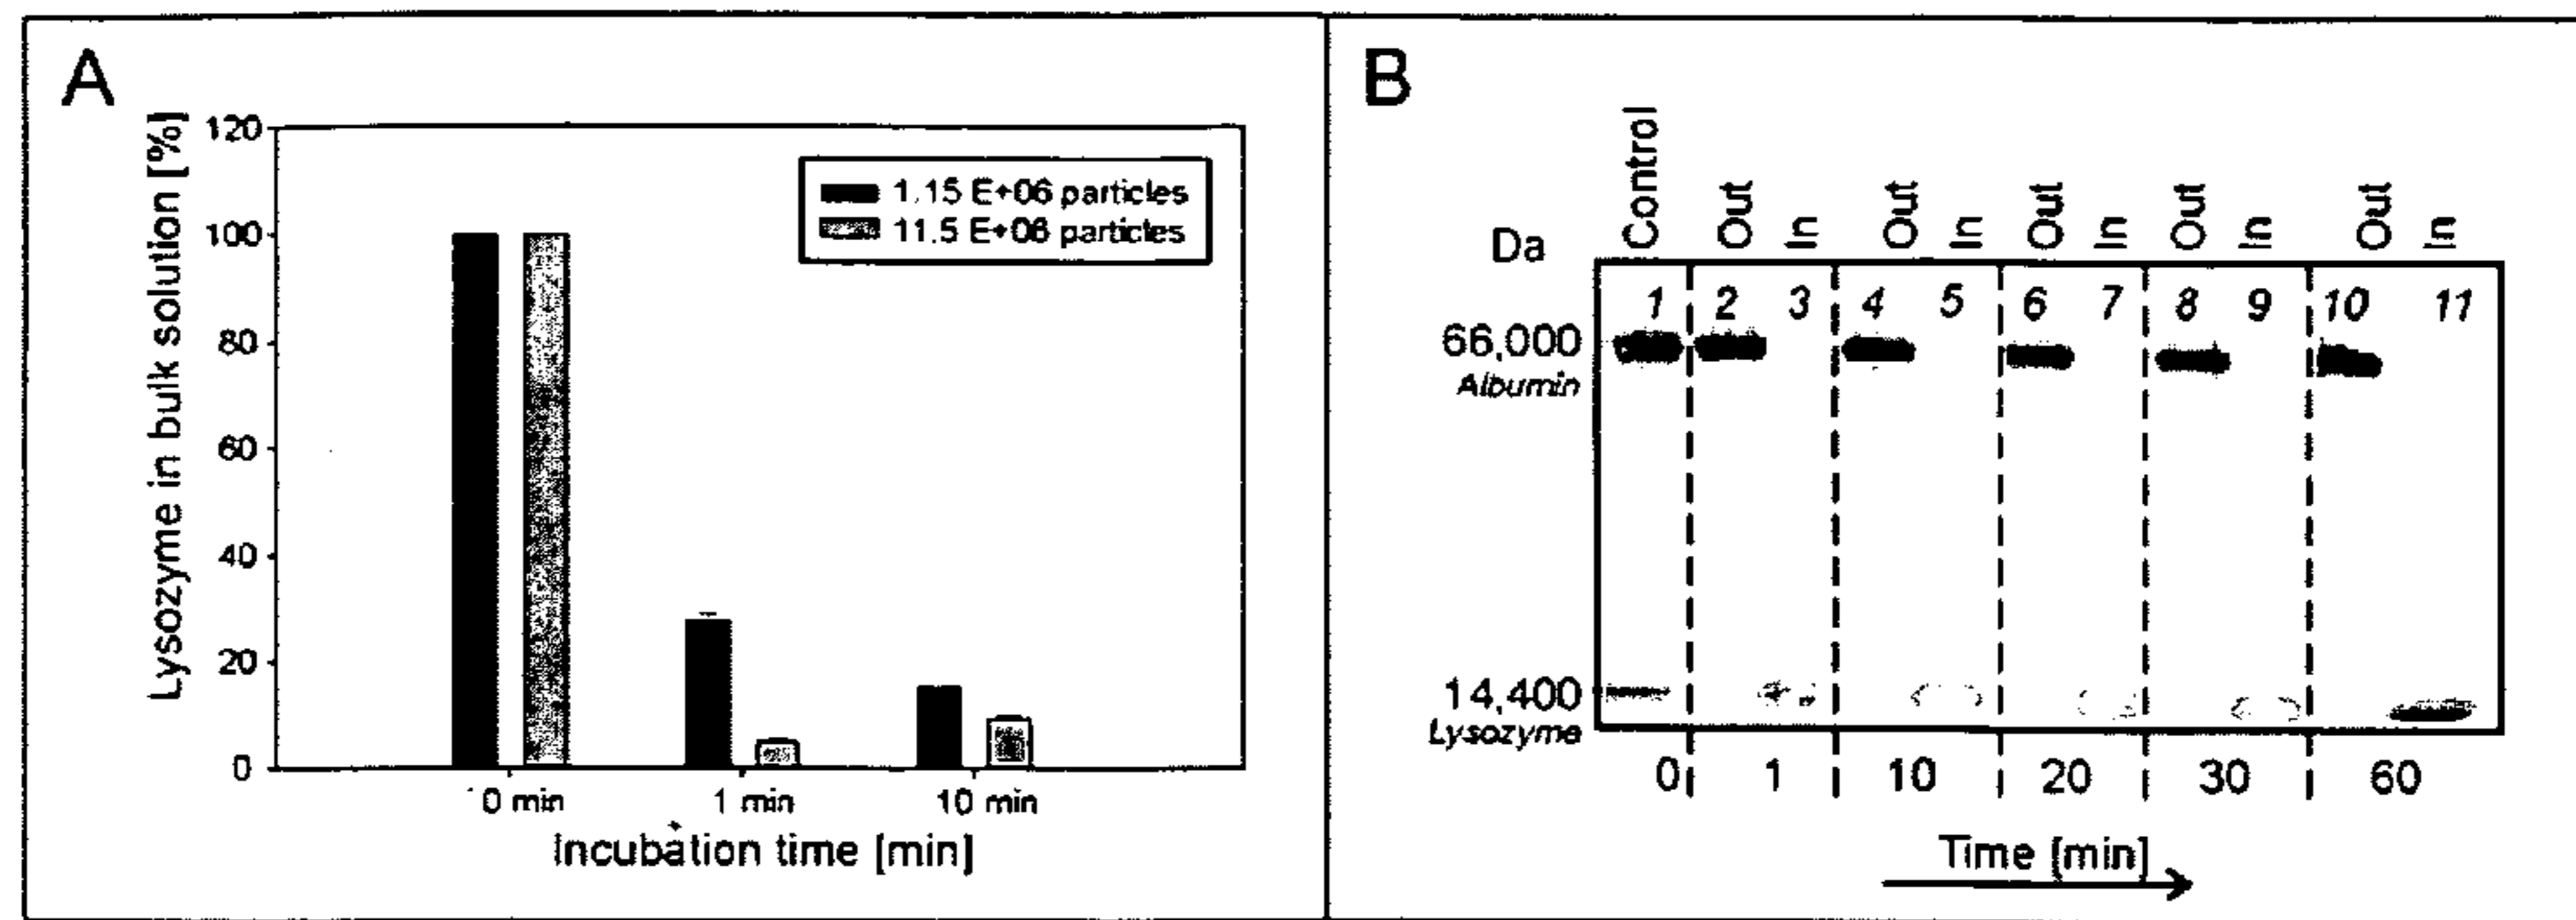 A
Lysozyme in bulk solution [%]
120
100
80
60
40
20
0
1.15 E+06 particles
11.5 E+06 particles
0 min
1 min
10 min
Incubation time [min]
B
Da
Control
Out
In
Out
In
Out
In
Out
In
Out
In
1 2 3 4 5 6 7 8 9 10 11
66,000
Albumin
14,400
Lysozyme
0 1 10 20 30 60
Time [min]